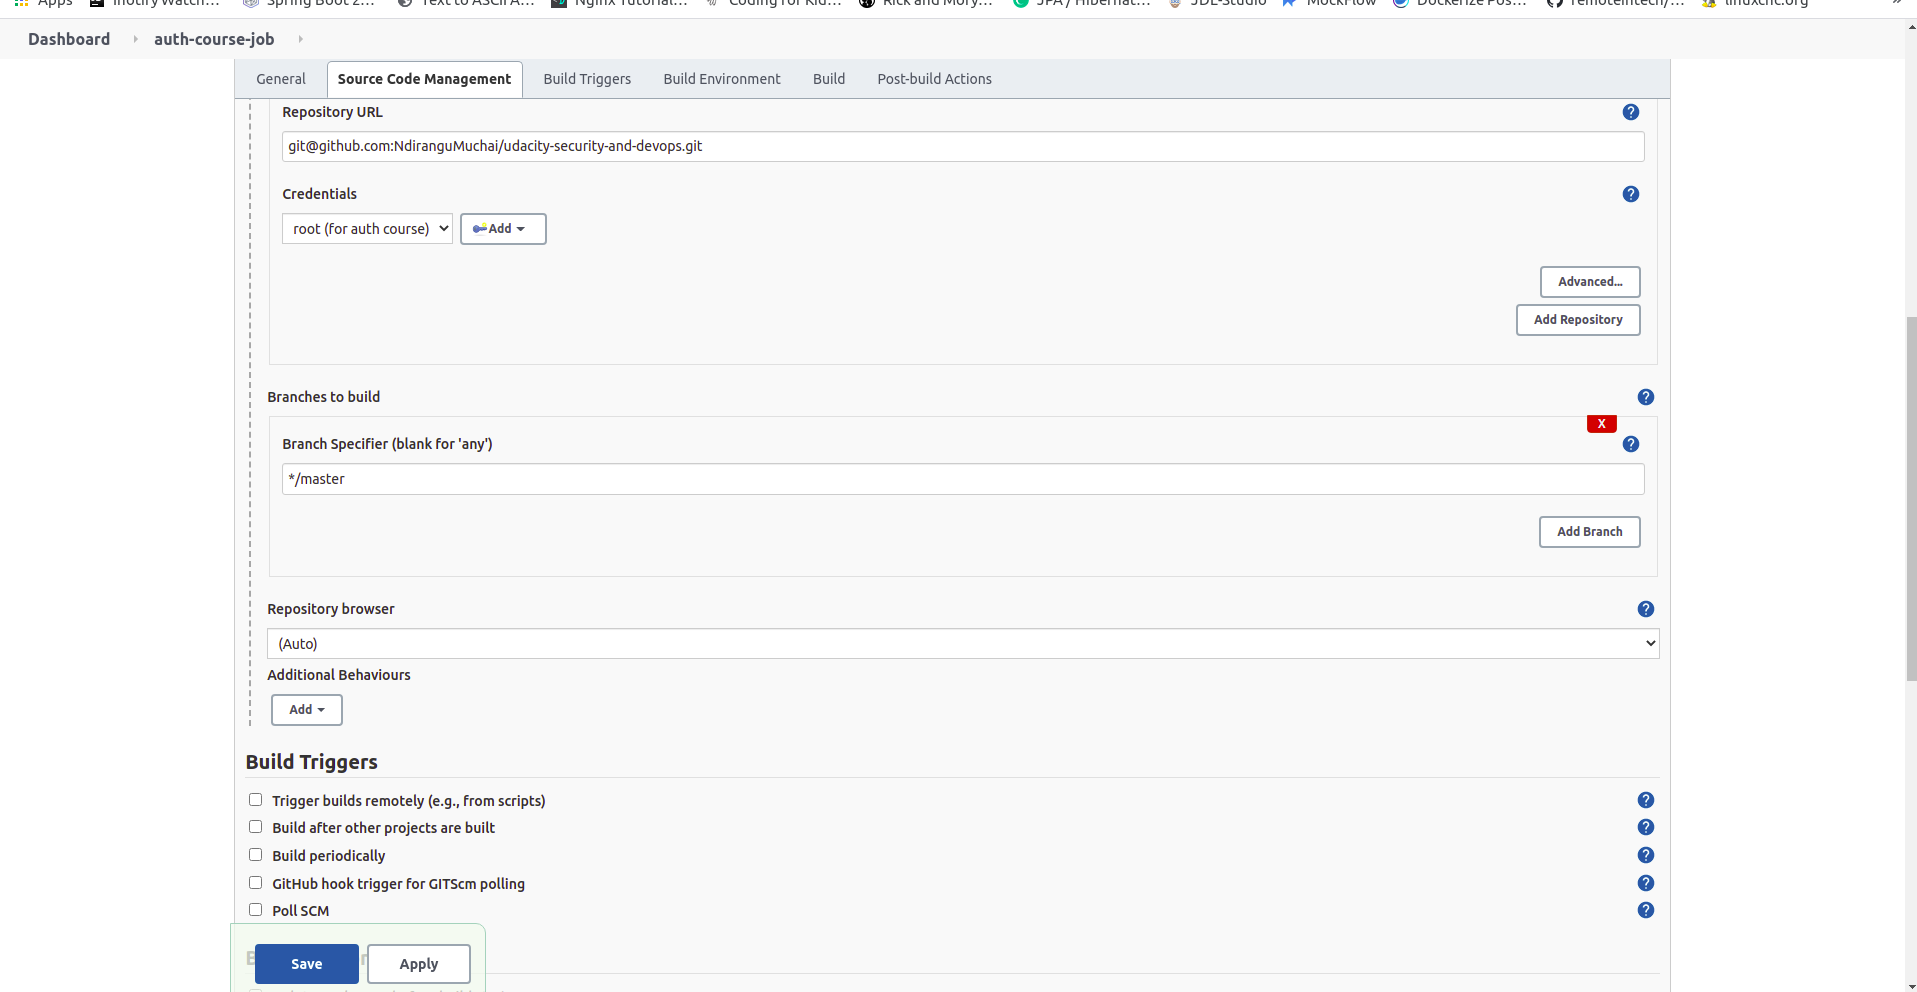 Apps
Spring Boot 2...
Text to ASCII A...
Nginx Tutorial...
Coding for Kid...
Rick and Mory...
JPA / Hibernat...
JDL-Studio
MockFlow
Dockerize Pos...
remoteintech/...
linuxcnc.org
»
Dashboard
auth-course-job
General
Source Code Management
Build Triggers
Build Environment
Build
Post-build Actions
Repository URL
?
git@github.com:NdiranguMuchai/udacity-security-and-devops.git
Credentials
?
root (for auth course)
Add
Advanced...
Add Repository
Branches to build
?
X
Branch Specifier (blank for 'any')
?
*/master
Add Branch
Repository browser
?
(Auto)
Additional Behaviours
Add
Build Triggers
Trigger builds remotely (e.g., from scripts)
?
Build after other projects are built
?
Build periodically
?
GitHub hook trigger for GITScm polling
?
Poll SCM
?
Save
Apply